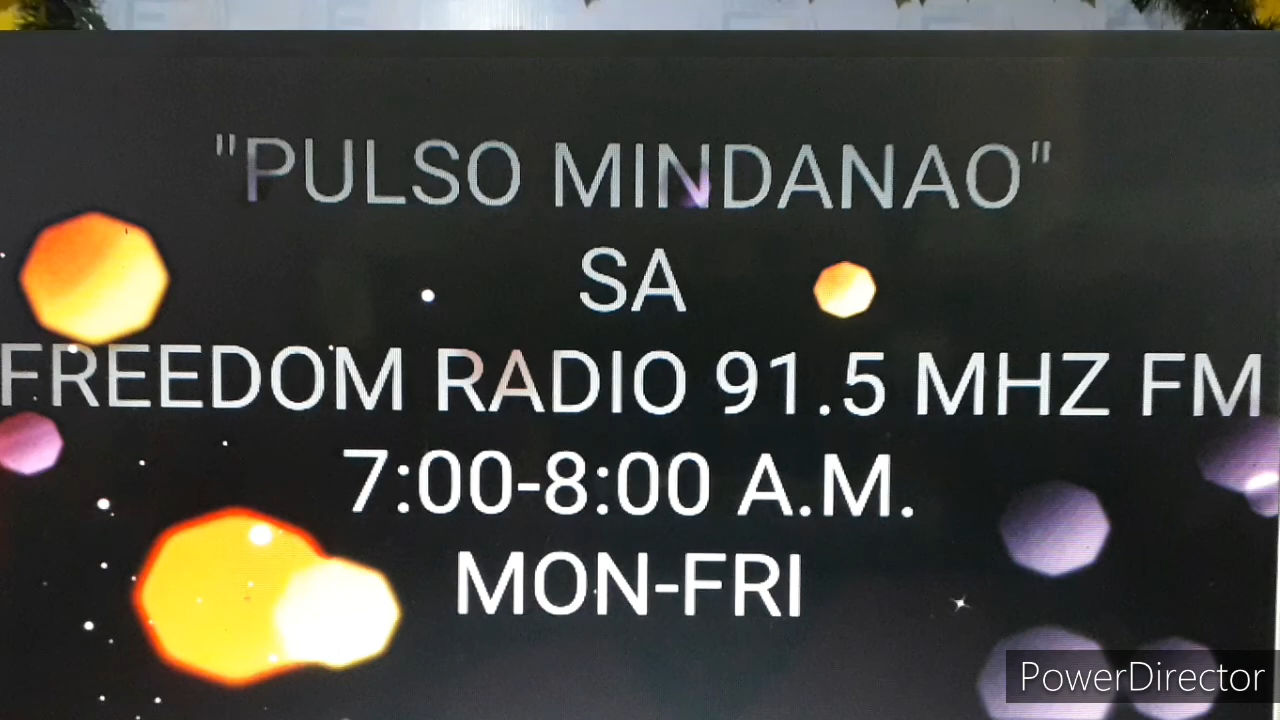 "PULSO MINDANAO"
SA
FREEDOM RADIO 91.5 MHZ FM
7:00-8:00 A.M.
MON-FRI
PowerDirector